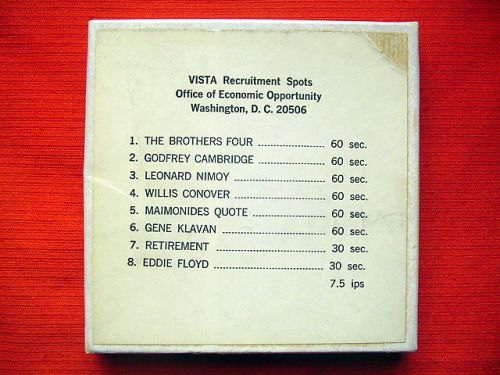 VISTA Recruitment Spots
Office of Economic Opportunity
Washington, D. C. 20506
1. THE BROTHERS FOUR ..................... 60 sec.
2. GODFREY CAMBRIDGE ..................... 60 sec.
3. LEONARD NIMOY ........................... 60 sec.
4. WILLIS CONOVER ........................... 60 sec.
5. MAIMONIDES QUOTE ....................... 60 sec.
6. GENE KLAVAN ............................... 60 sec.
7. RETIREMENT ................................. 30 sec.
8. EDDIE FLOYD ................................. 30 sec.
7.5 ips